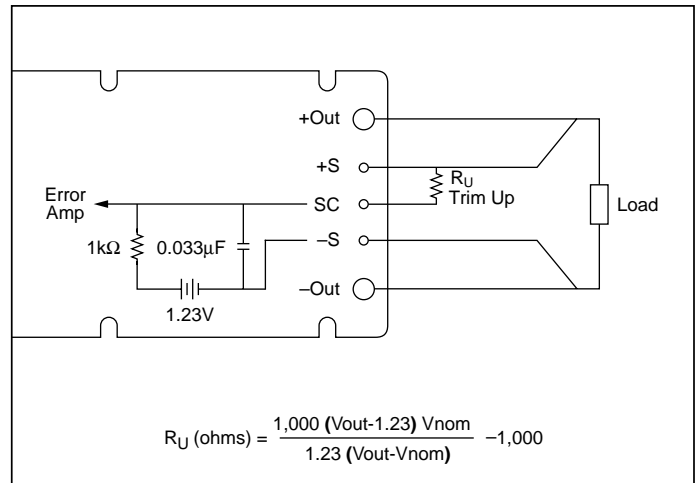 +Out
+S
R_U
Trim Up
Error
Amp
SC
Load
1kΩ
0.033µF
–S
–Out
1.23V
R_U (ohms) = 1,000 (Vout-1.23) Vnom / 1.23 (Vout-Vnom) –1,000